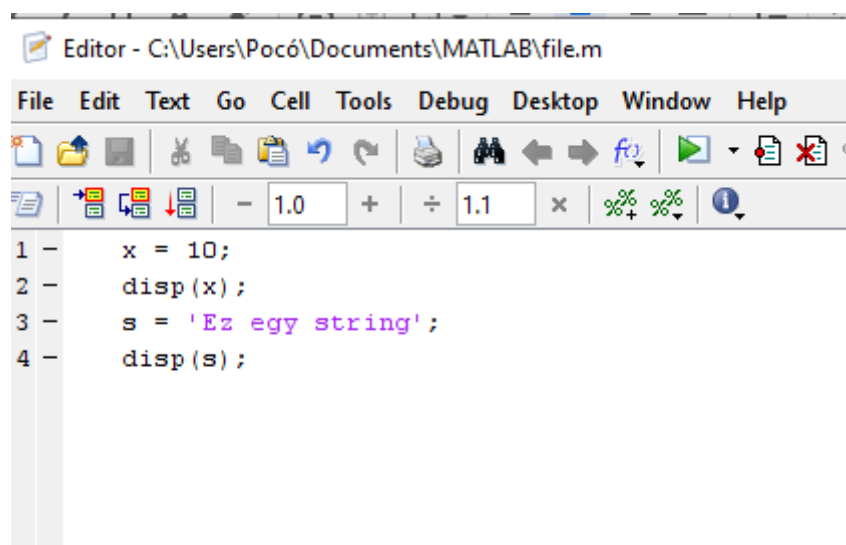 Editor - C:\Users\Pocó\Documents\MATLAB\file.m
File Edit Text Go Cell Tools Debug Desktop Window Help
- 1.0 + ÷ 1.1 ×
1 - x = 10;
2 - disp(x);
3 - s = 'Ez egy string';
4 - disp(s);